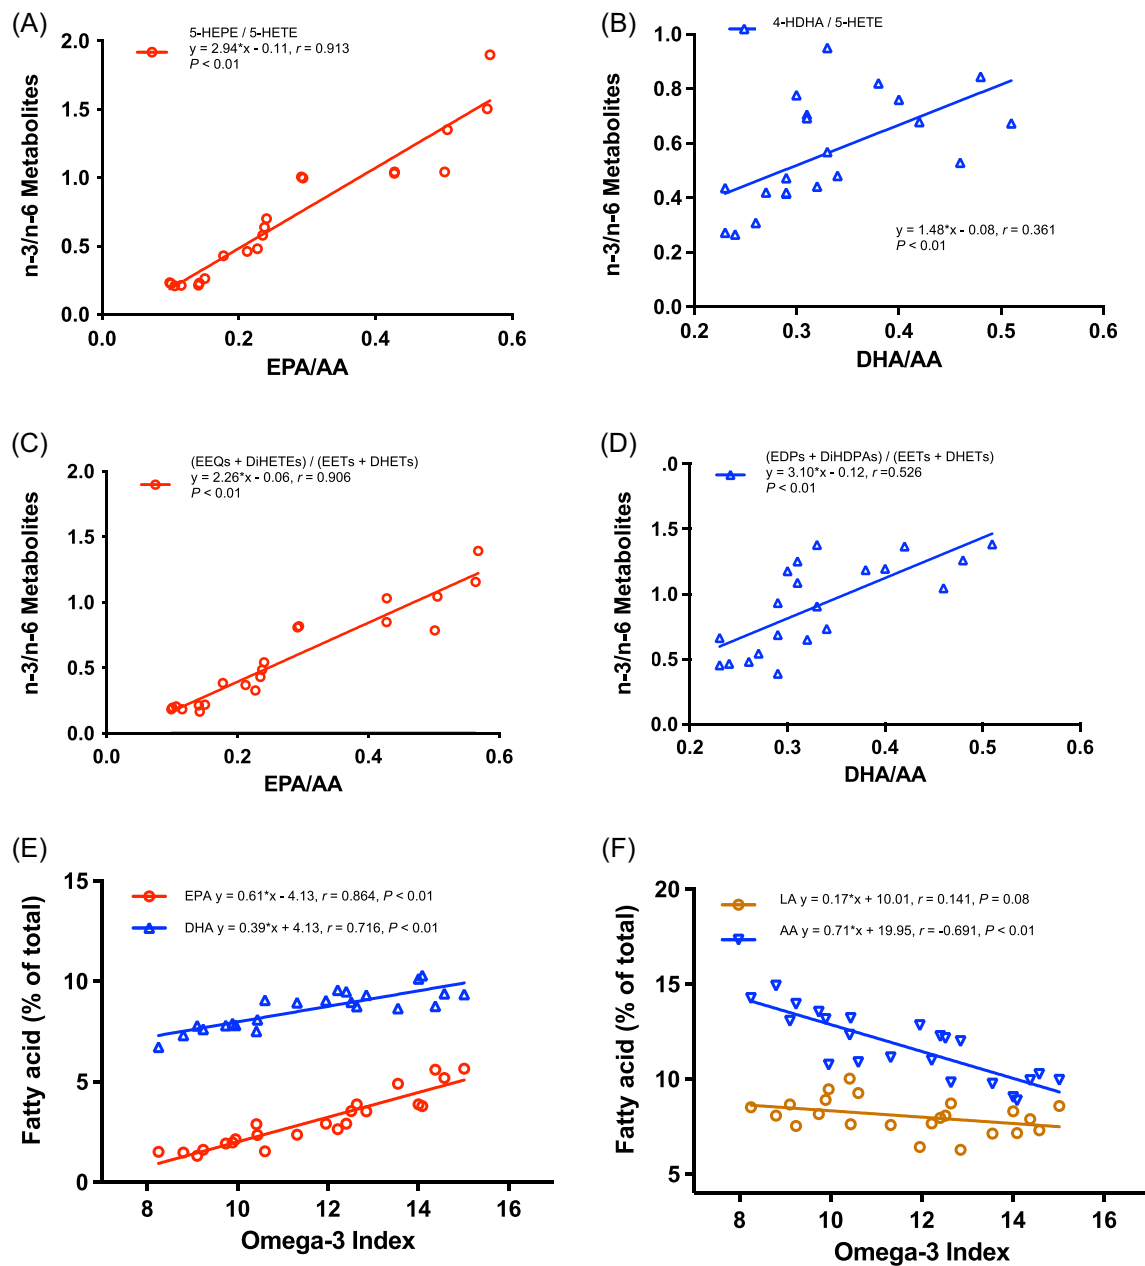 (A)
5-HEPE / 5-HETE
y = 2.94*x - 0.11, r = 0.913
P < 0.01
n-3/n-6 Metabolites
2.0
1.5
1.0
0.5
0.0
0.0 0.2 0.4 0.6
EPA/AA
(B)
4-HDHA / 5-HETE
n-3/n-6 Metabolites
1.0
0.8
0.6
0.4
0.2
0.0
y = 1.48*x - 0.08, r = 0.361
P < 0.01
0.2 0.3 0.4 0.5 0.6
DHA/AA
(C)
(EEQs + DiHETEs) / (EETs + DHETs)
y = 2.26*x - 0.06, r = 0.906
P < 0.01
n-3/n-6 Metabolites
2.0
1.5
1.0
0.5
0.0
0.0 0.2 0.4 0.6
EPA/AA
(D)
(EDPs + DiHDPAs) / (EETs + DHETs)
y = 3.10*x - 0.12, r =0.526
P < 0.01
n-3/n-6 Metabolites
.0
1.5
1.0
0.5
0.0
0.2 0.3 0.4 0.5 0.6
DHA/AA
(E)
EPA y = 0.61*x - 4.13, r = 0.864, P < 0.01
DHA y = 0.39*x + 4.13, r = 0.716, P < 0.01
Fatty acid (% of total)
15
10
5
0
8 10 12 14 16
Omega-3 Index
(F)
LA y = 0.17*x + 10.01, r = 0.141, P = 0.08
AA y = 0.71*x + 19.95, r = -0.691, P < 0.01
Fatty acid (% of total)
20
15
10
5
8 10 12 14 16
Omega-3 Index